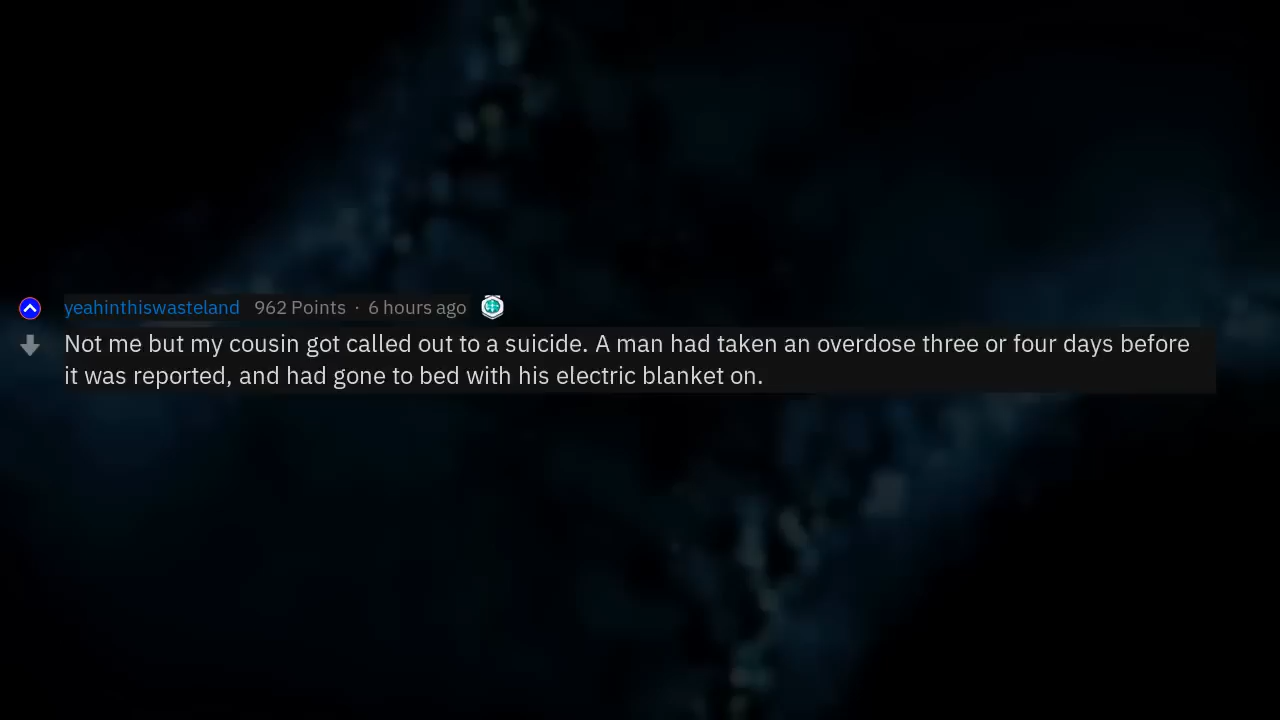 yeahinthiswasteland 962 Points · 6 hours ago
Not me but my cousin got called out to a suicide. A man had taken an overdose three or four days before
it was reported, and had gone to bed with his electric blanket on.